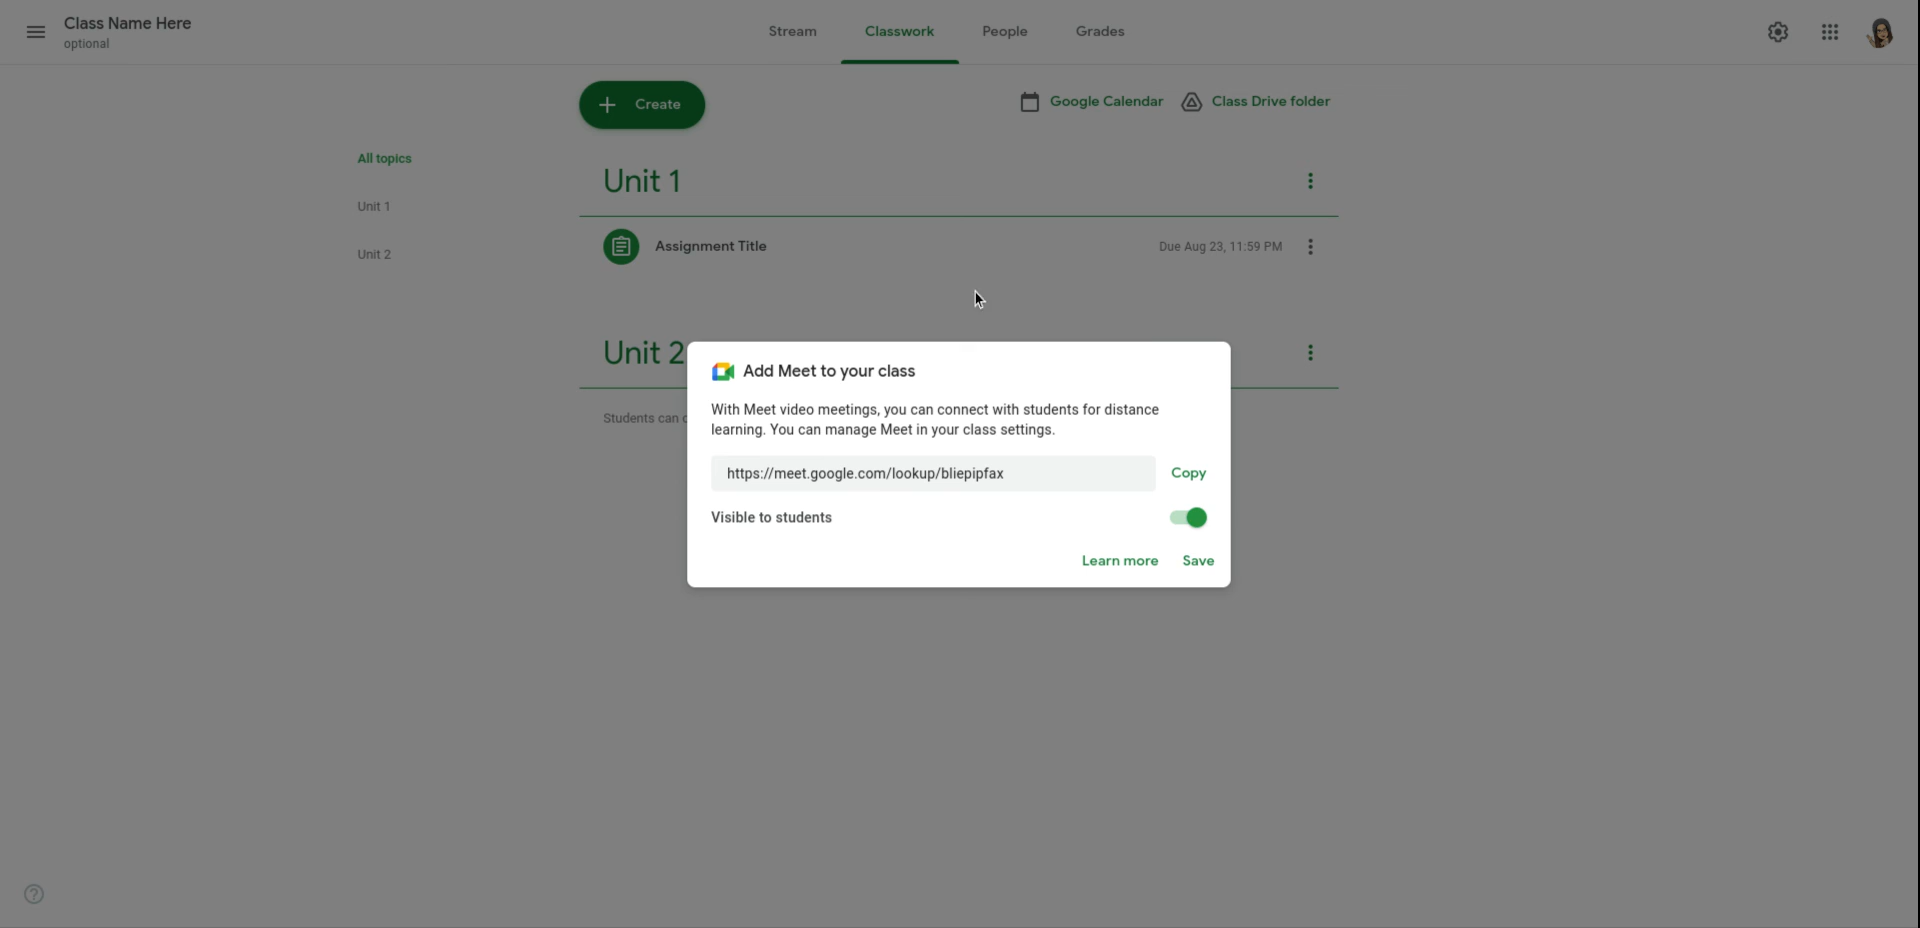 Class Name Here
optional
Stream
Classwork
People
Grades
Create
Google Calendar
Class Drive folder
All topics
Unit 1
Unit 2
Unit 1
Assignment Title
Due Aug 23, 11:59 PM
Unit 2
Students can
Add Meet to your class
With Meet video meetings, you can connect with students for distance
learning. You can manage Meet in your class settings.
https://meet.google.com/lookup/bliepipfax
Copy
Visible to students
Learn more
Save